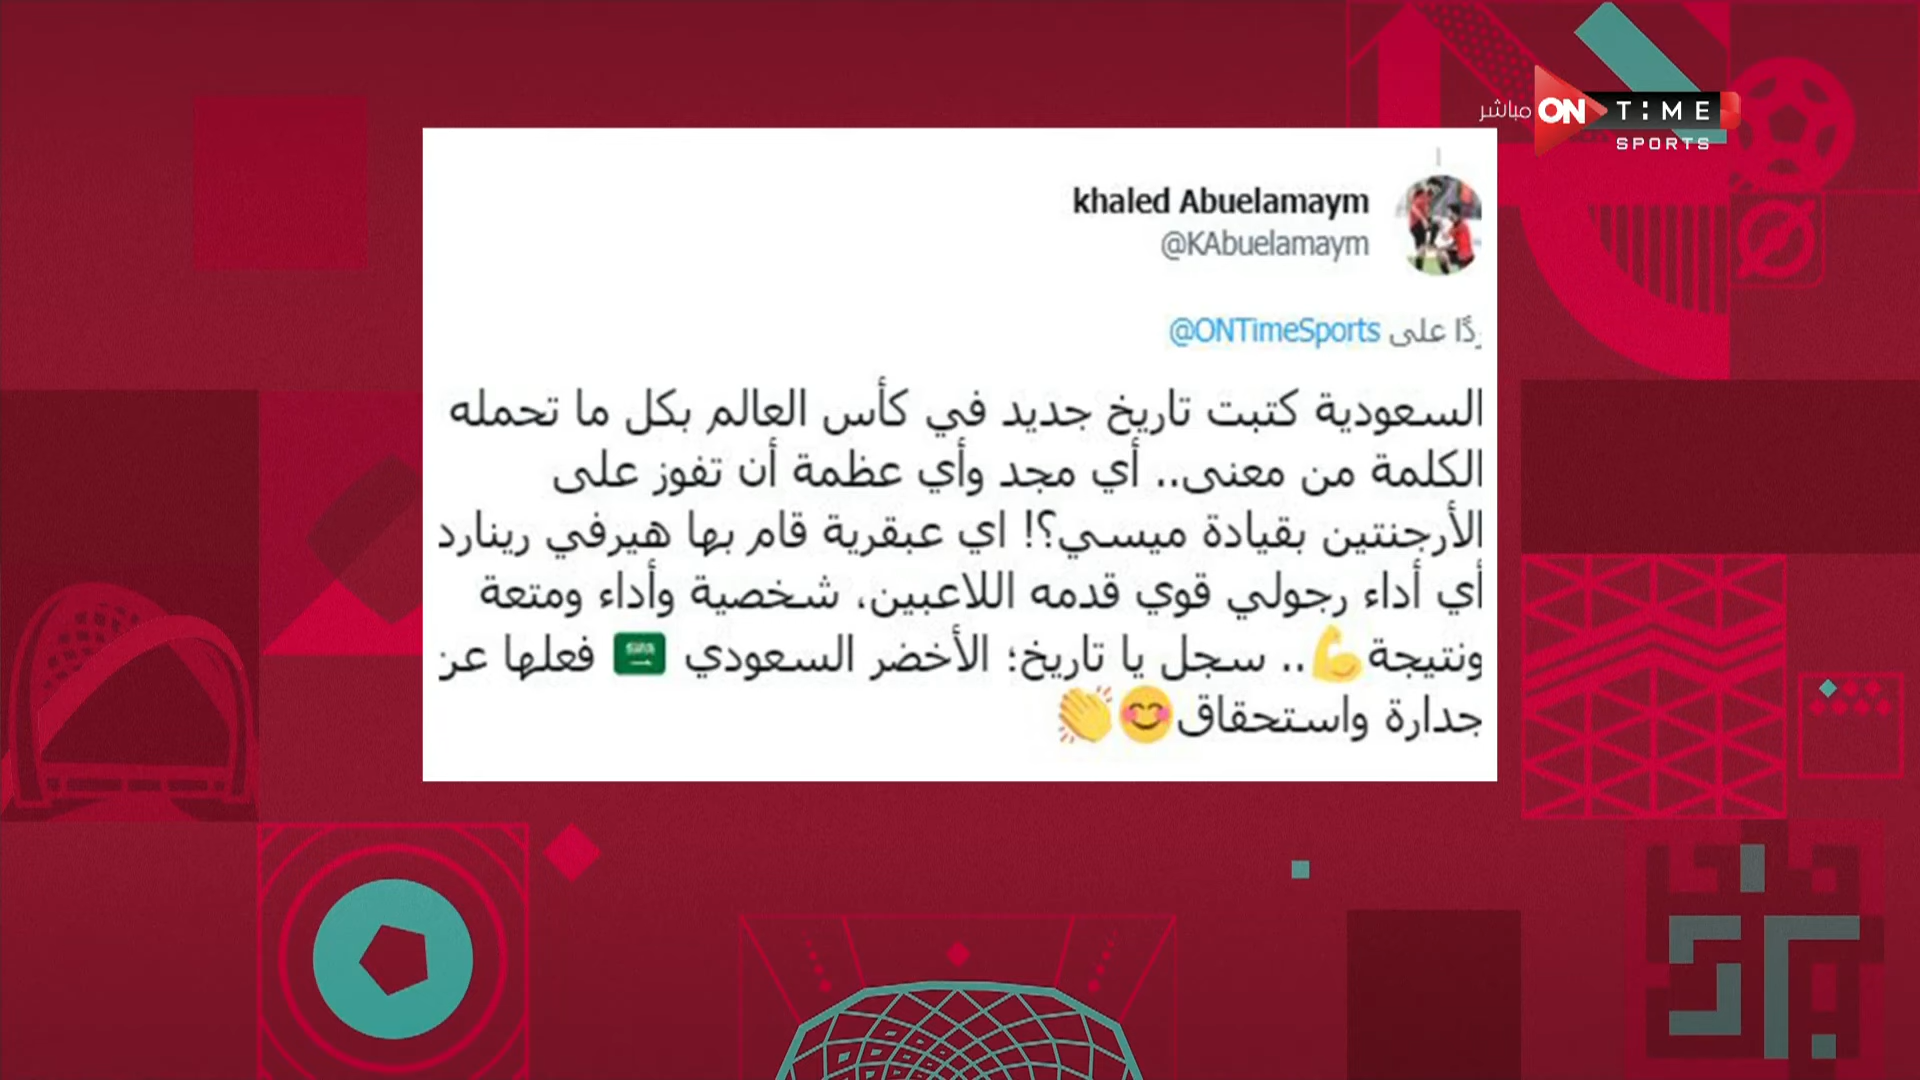 مباشر ON TIME
SPORTS
khaled Abuelamaym
@KAbuelamaym
ردًا على @ONTimeSports
السعودية كتبت تاريخ جديد في كأس العالم بكل ما تحمله
الكلمة من معنى.. أي مجد وأي عظمة أن تفوز على
الأرجنتين بقيادة ميسي؟! اي عبقرية قام بها هيرفي رينارد
أي أداء رجولي قوي قدمه اللاعبين، شخصية وأداء ومتعة
ونتيجة💪.. سجل يا تاريخ؛ الأخضر السعودي 🇸🇦 فعلها عن
جدارة واستحقاق😊👏